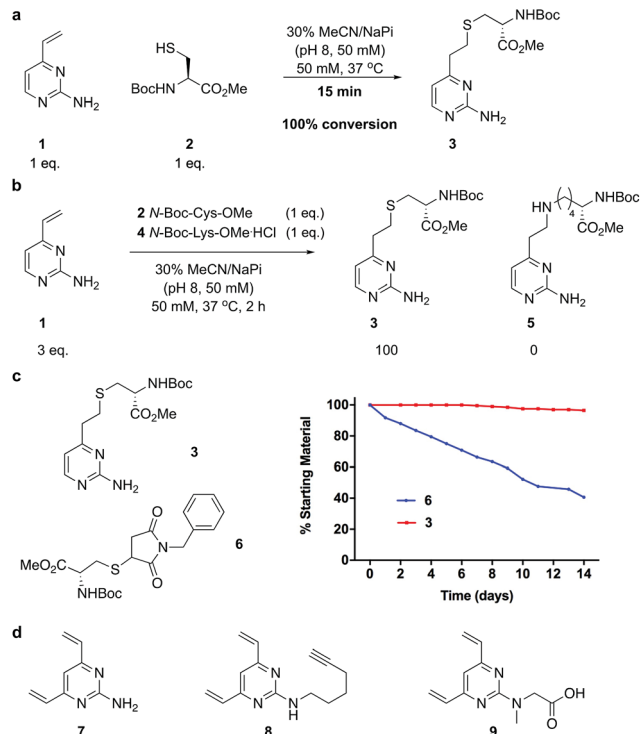 a
HS
BocHN
CO₂Me
N
N
NH₂
1
1 eq.
2
1 eq.
30% MeCN/NaPi
(pH 8, 50 mM)
50 mM, 37 °C
15 min
100% conversion
S
NHBoc
CO₂Me
N
N
NH₂
3
b
N
N
NH₂
1
3 eq.
2 N-Boc-Cys-OMe (1 eq.)
4 N-Boc-Lys-OMe·HCl (1 eq.)
30% MeCN/NaPi
(pH 8, 50 mM)
50 mM, 37 °C, 2 h
S
NHBoc
CO₂Me
N
N
NH₂
3
100
HN
4
NHBoc
CO₂Me
N
N
NH₂
5
0
c
S
NHBoc
CO₂Me
N
N
NH₂
3
O
N
O
S
MeO₂C
NHBoc
6
% Starting Material
100
80
60
40
20
0
6
3
0 2 4 6 8 10 12 14
Time (days)
d
N
N
NH₂
7
N
N
N
H
8
N
N
N
OH
O
9